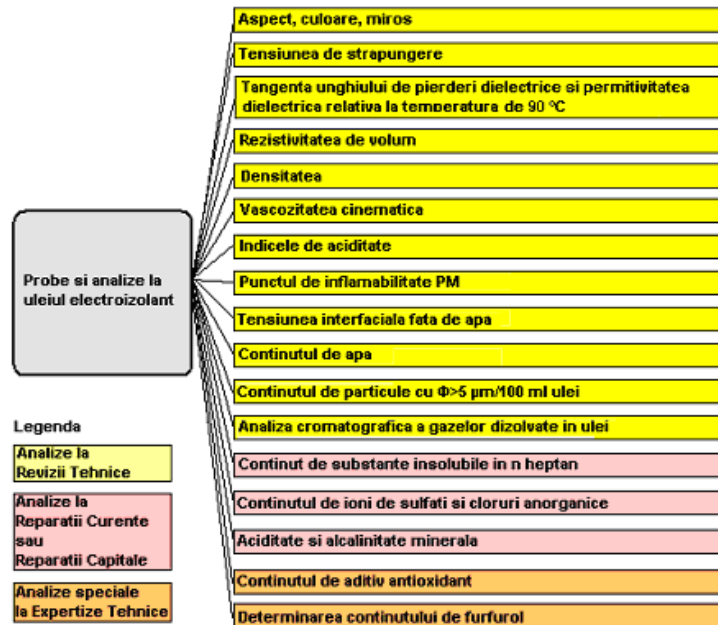 Aspect, culoare, miros
Tensiunea de strapungere
Tangenta unghiului de pierderi dielectrice si permitivitatea
dielectrica relativa la temperatura de 90 ºC
Rezistivitatea de volum
Densitatea
Vascozitatea cinematica
Indicele de aciditate
Punctul de inflamabilitate PM
Tensiunea interfaciala fata de apa
Continutul de apa
Continutul de particule cu Φ>5 µm/100 ml ulei
Analiza cromatografica a gazelor dizolvate in ulei
Continut de substante insolubile in n heptan
Continutul de ioni de sulfati si cloruri anorganice
Aciditate si alcalinitate minerala
Continutul de aditiv antioxidant
Determinarea continutului de furfurol
Probe si analize la
uleiul electroizolant
Legenda
Analize la
Revizii Tehnice
Analize la
Reparatii Curente
sau
Reparatii Capitale
Analize speciale
la Expertize Tehnice